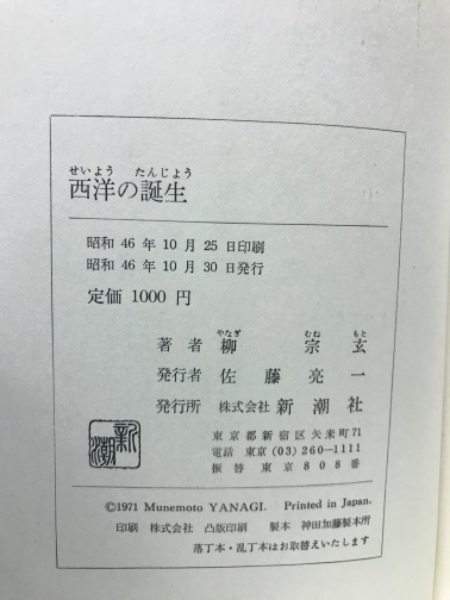 せいよう たんじょう
西洋の誕生
昭和 46 年 10 月 25 日印刷
昭和 46 年 10 月 30 日発行
定価 1000 円
やなぎ むね もと
著者 柳 宗 玄
発行者 佐藤亮一
発行所 株式会社 新潮社
東京都新宿区矢来町71
電話 東京 (03) 260-1111
振替 東京 808番
新潮
©1971 Munemoto YANAGI. Printed in Japan.
印刷 株式会社 凸版印刷 製本 神田加藤製本所
落丁本・乱丁本はお取替えいたします